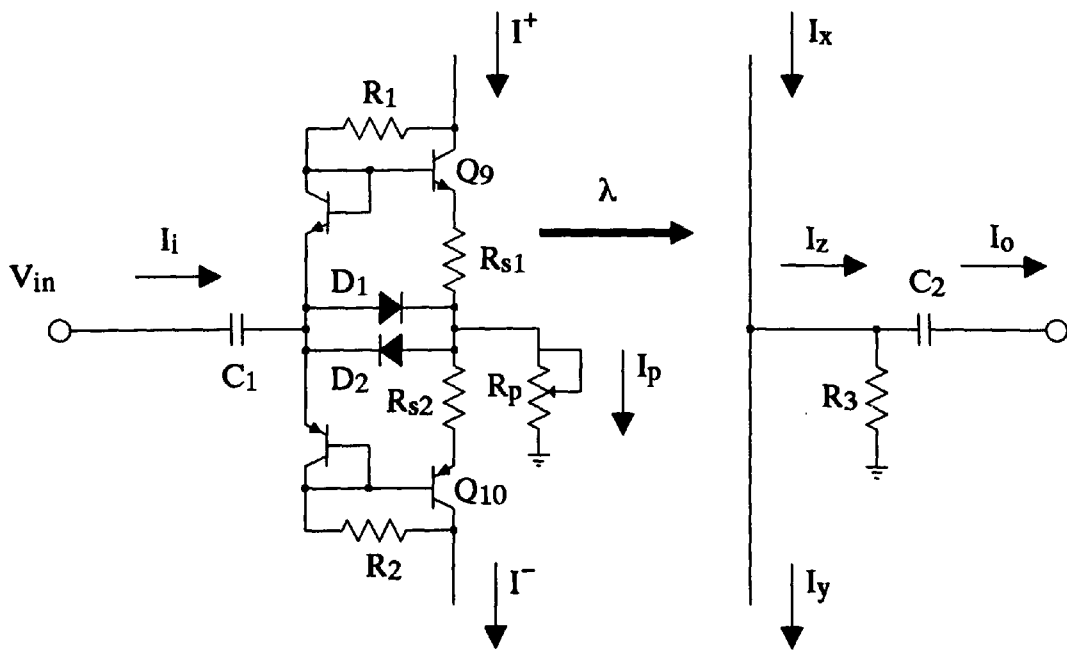 I+
Ix
R1
Q9
λ
Ii
Rs1
Iz
Io
Vin
D1
C2
C1
D2
Rs2
Rp
Ip
R3
Q10
R2
I-
Iy